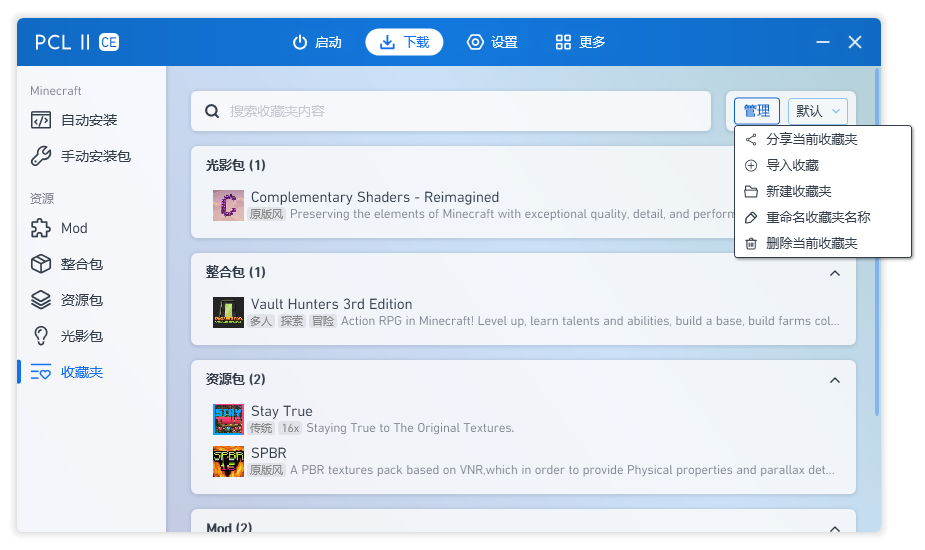 PCL II CE
启动
下载
设置
更多
Minecraft
自动安装
手动安装包
资源
Mod
整合包
资源包
光影包
收藏夹
搜索收藏夹内容
管理
默认
分享当前收藏夹
导入收藏
新建收藏夹
重命名收藏夹名称
删除当前收藏夹
光影包 (1)
Complementary Shaders - Reimagined
原版风 Preserving the elements of Minecraft with exceptional quality, detail, and perform
整合包 (1)
Vault Hunters 3rd Edition
多人 探索 冒险 Action RPG in Minecraft! Level up, learn talents and abilities, build a base, build farms col...
资源包 (2)
STAY TRUE
Stay True
传统 16x Staying True to The Original Textures.
SPBR
SPBR
原版风 A PBR textures pack based on VNR,which in order to provide Physical properties and parallax det...
Mod (2)